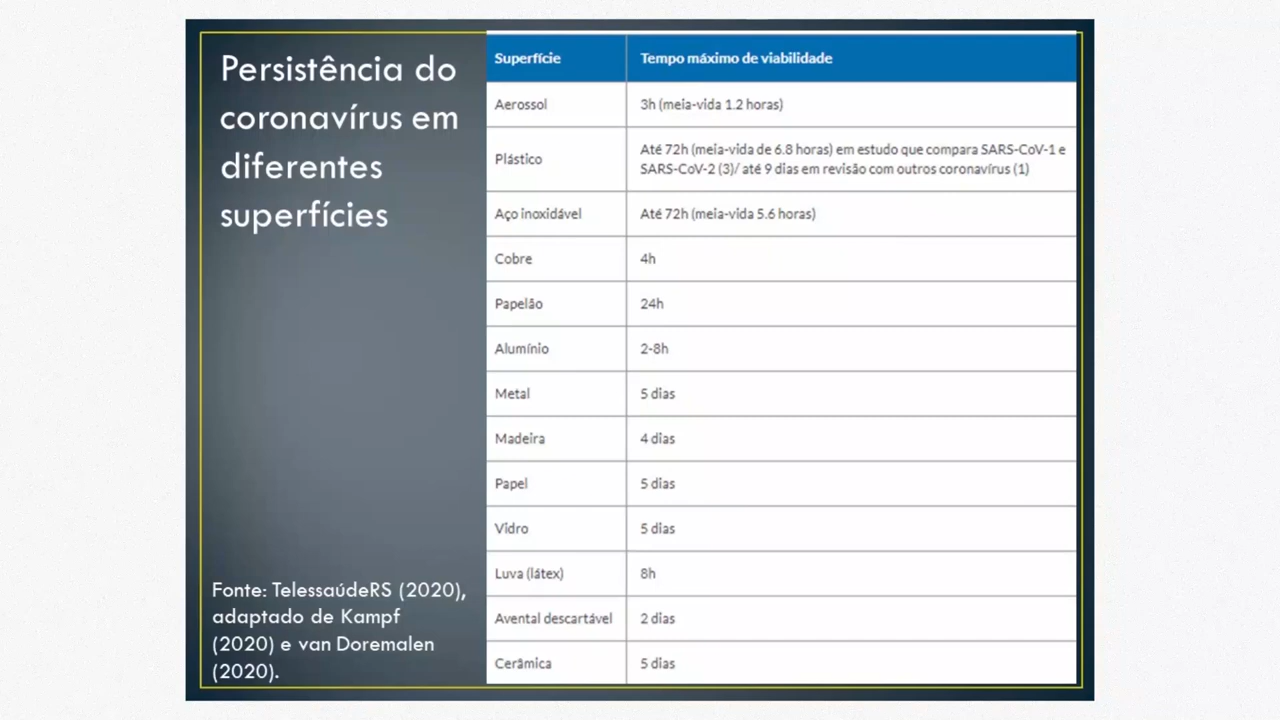 Persistência do
coronavírus em
diferentes
superfícies
Fonte: TelessaúdeRS (2020),
adaptado de Kampf
(2020) e van Doremalen
(2020).
Superfície Tempo máximo de viabilidade
Aerossol 3h (meia-vida 1.2 horas)
Plástico Até 72h (meia-vida de 6.8 horas) em estudo que compara SARS-CoV-1 e
SARS-CoV-2 (3)/ até 9 dias em revisão com outros coronavírus (1)
Aço inoxidável Até 72h (meia-vida 5.6 horas)
Cobre 4h
Papelão 24h
Alumínio 2-8h
Metal 5 dias
Madeira 4 dias
Papel 5 dias
Vidro 5 dias
Luva (látex) 8h
Avental descartável 2 dias
Cerâmica 5 dias